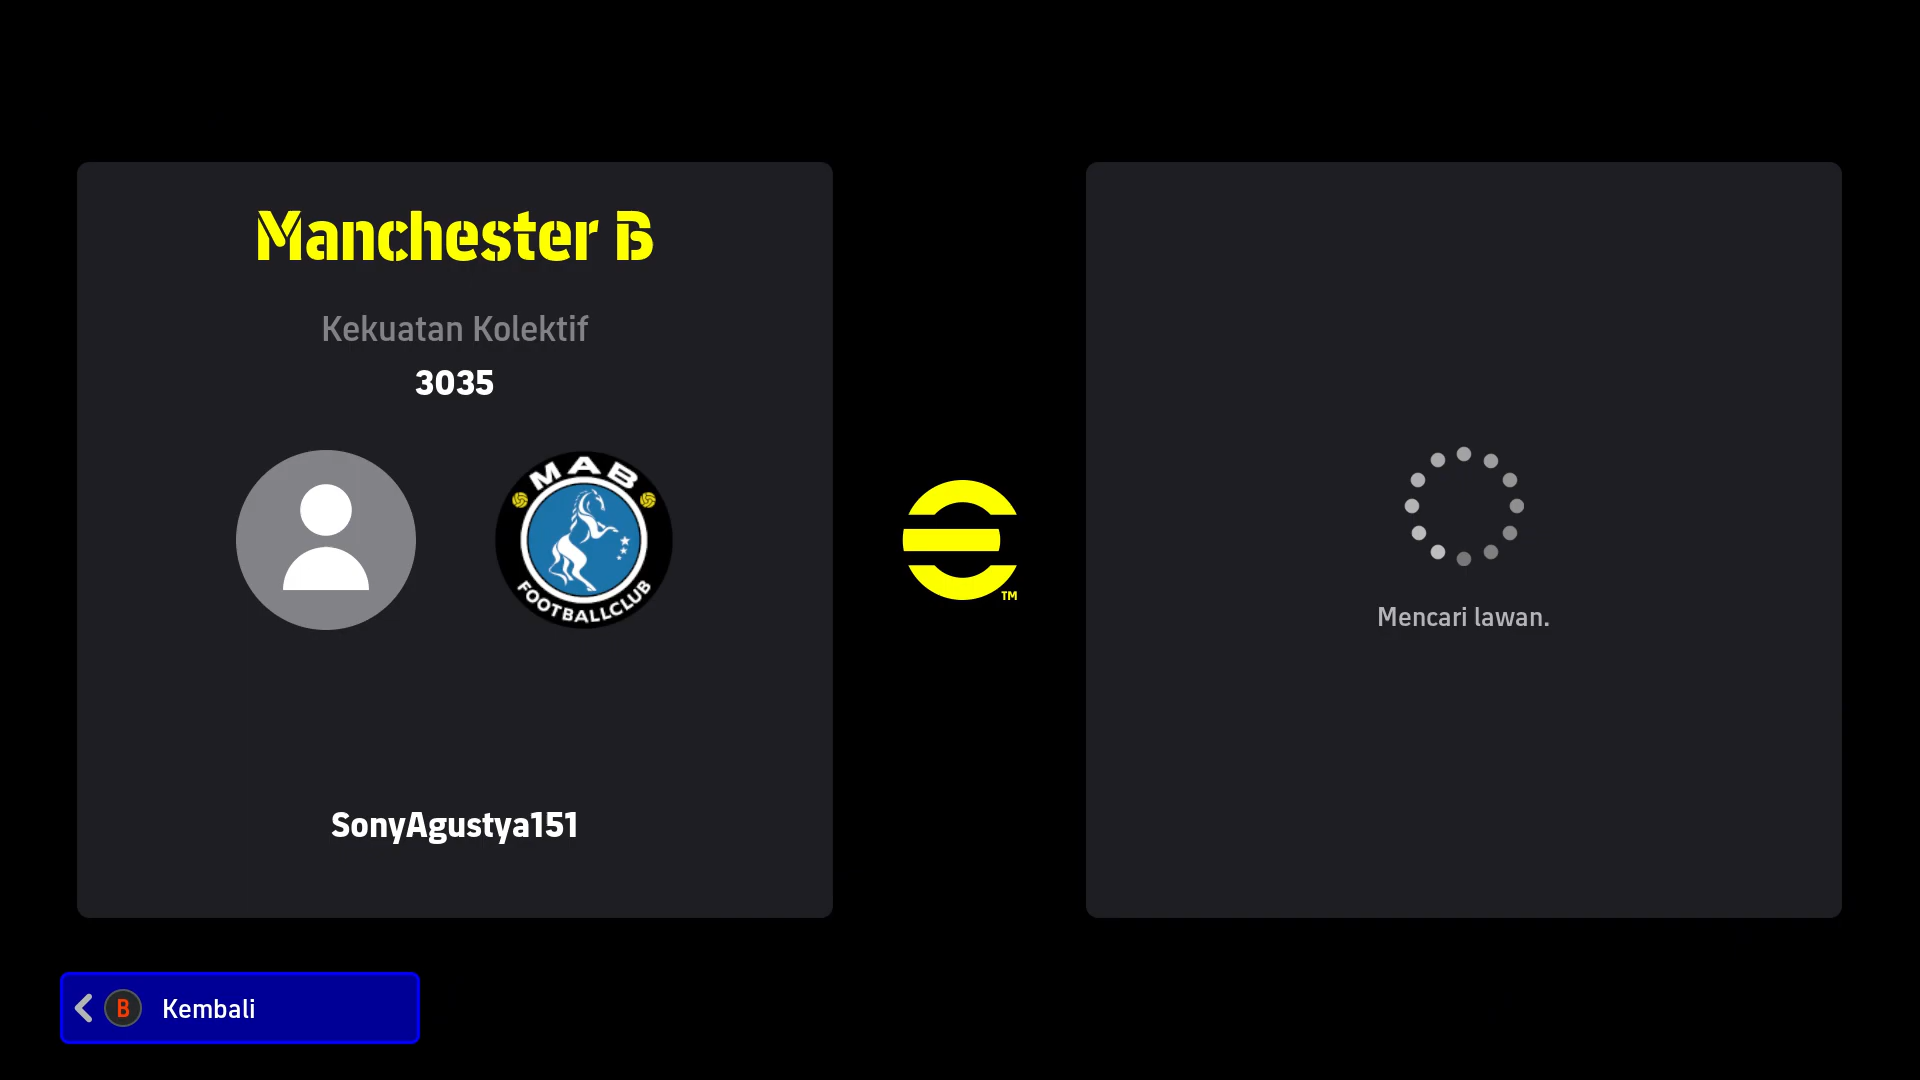 Manchester B
Kekuatan Kolektif
3035
MAB
FOOTBALLCLUB
SonyAgustya151
TM
Mencari lawan.
B Kembali